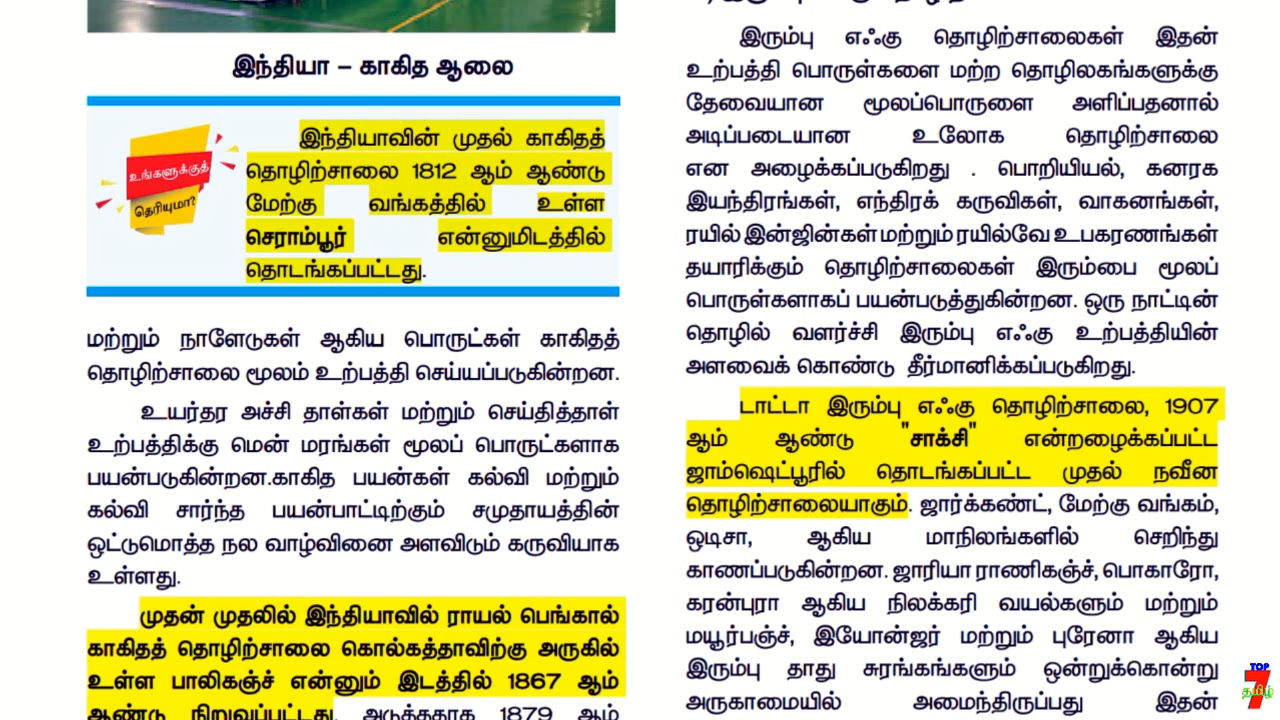 இந்தியா – காகித ஆலை
உங்களுக்குத்
தெரியுமா?
இந்தியாவின் முதல் காகிதத்
தொழிற்சாலை 1812 ஆம் ஆண்டு
மேற்கு வங்கத்தில் உள்ள
செராம்பூர் என்னுமிடத்தில்
தொடங்கப்பட்டது.
மற்றும் நாளேடுகள் ஆகிய பொருட்கள் காகிதத்
தொழிற்சாலை மூலம் உற்பத்தி செய்யப்படுகின்றன.
உயர்தர அச்சி தாள்கள் மற்றும் செய்தித்தாள்
உற்பத்திக்கு மென் மரங்கள் மூலப் பொருட்களாக
பயன்படுகின்றன.காகித பயன்கள் கல்வி மற்றும்
கல்வி சார்ந்த பயன்பாட்டிற்கும் சமுதாயத்தின்
ஒட்டுமொத்த நல வாழ்வினை அளவிடும் கருவியாக
உள்ளது.
முதன் முதலில் இந்தியாவில் ராயல் பெங்கால்
காகிதத் தொழிற்சாலை கொல்கத்தாவிற்கு அருகில்
உள்ள பாலிகஞ்ச் என்னும் இடத்தில் 1867 ஆம்
ஆண்டு நிறுவப்பட்டது. அடுத்ததாக 1879 ஆம்
இரும்பு எஃகு தொழிற்சாலைகள் இதன்
உற்பத்தி பொருள்களை மற்ற தொழிலகங்களுக்கு
தேவையான மூலப்பொருளை அளிப்பதனால்
அடிப்படையான உலோக தொழிற்சாலை
என அழைக்கப்படுகிறது . பொறியியல், கனரக
இயந்திரங்கள், எந்திரக் கருவிகள், வாகனங்கள்,
ரயில் இன்ஜின்கள் மற்றும் ரயில்வே உபகரணங்கள்
தயாரிக்கும் தொழிற்சாலைகள் இரும்பை மூலப்
பொருள்களாகப் பயன்படுத்துகின்றன. ஒரு நாட்டின்
தொழில் வளர்ச்சி இரும்பு எஃகு உற்பத்தியின்
அளவைக் கொண்டு தீர்மானிக்கப்படுகிறது.
டாட்டா இரும்பு எஃகு தொழிற்சாலை, 1907
ஆம் ஆண்டு "சாக்சி" என்றழைக்கப்பட்ட
ஜாம்ஷெட்பூரில் தொடங்கப்பட்ட முதல் நவீன
தொழிற்சாலையாகும். ஜார்க்கண்ட், மேற்கு வங்கம்,
ஒடிசா, ஆகிய மாநிலங்களில் செறிந்து
காணப்படுகின்றன. ஜாரியா ராணிகஞ்ச், பொகாரோ,
கரன்புரா ஆகிய நிலக்கரி வயல்களும் மற்றும்
மயூர்பஞ்ச், இயோன்ஜர் மற்றும் புரேனா ஆகிய
இரும்பு தாது சுரங்கங்களும் ஒன்றுக்கொன்று
அருகாமையில் அமைந்திருப்பது இதன்
TOP
7
தமிழ்